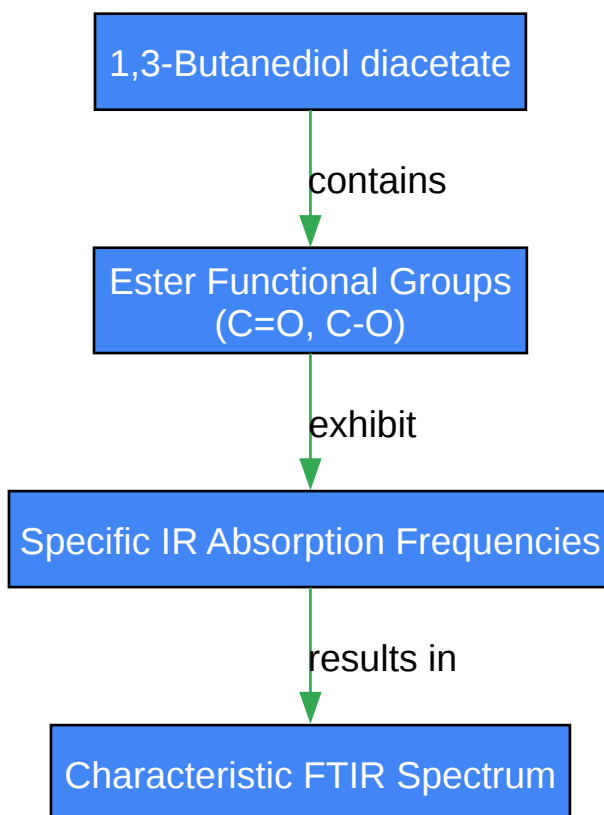 1,3-Butanediol diacetate
contains
Ester Functional Groups
(C=O, C-O)
exhibit
Specific IR Absorption Frequencies
results in
Characteristic FTIR Spectrum